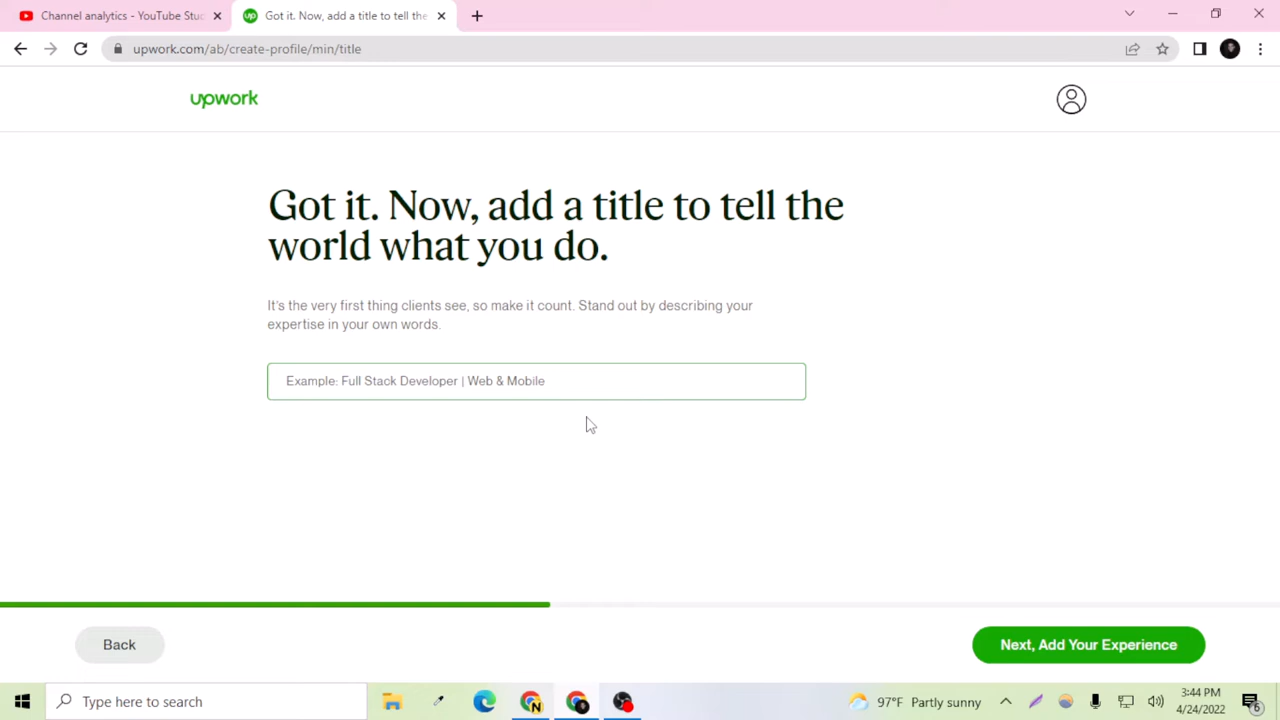 Channel analytics - YouTube Stu
Got it. Now, add a title to tell the
upwork.com/ab/create-profile/min/title
upwork
Got it. Now, add a title to tell the
world what you do.
It's the very first thing clients see, so make it count. Stand out by describing your
expertise in your own words.
Example: Full Stack Developer | Web & Mobile
Back
Next, Add Your Experience
Type here to search
97°F Partly sunny
3:44 PM
4/24/2022
6